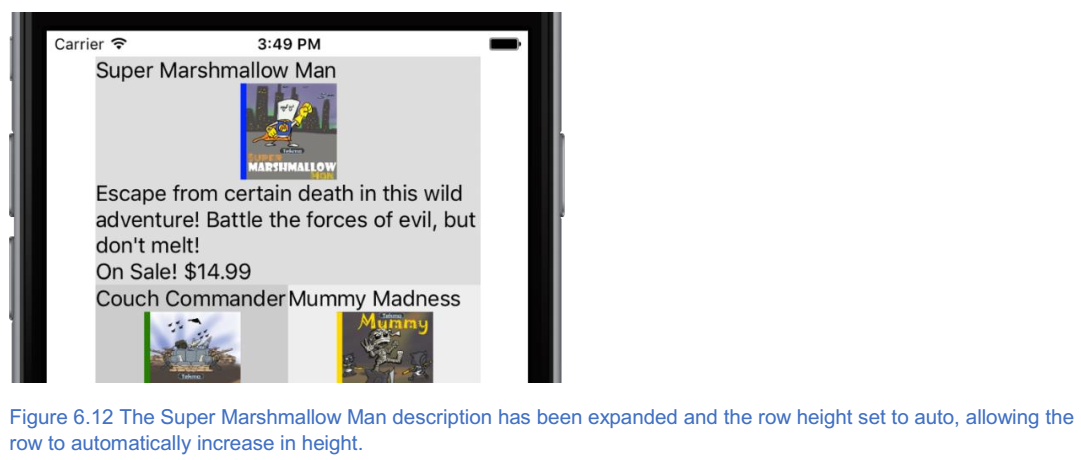 Carrier
3:49 PM
Super Marshmallow Man
SUPER
MARSHMALLOW
MAN
Escape from certain death in this wild
adventure! Battle the forces of evil, but
don't melt!
On Sale! $14.99
Couch Commander
Mummy Madness
Mummy
Figure 6.12 The Super Marshmallow Man description has been expanded and the row height set to auto, allowing the
row to automatically increase in height.